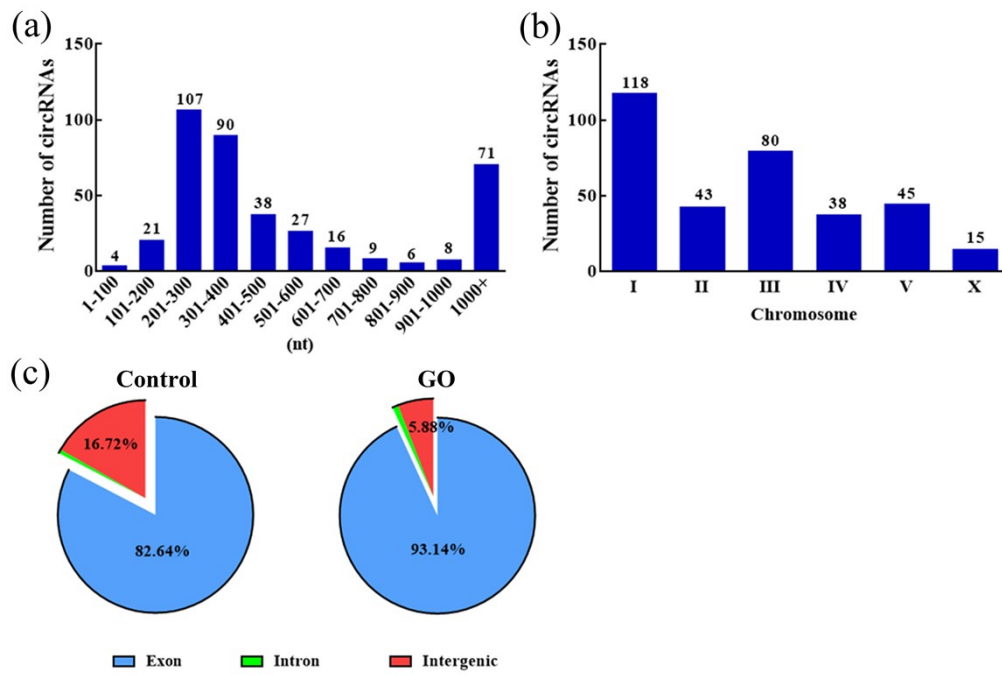 (a)
Number of circRNAs
150
100
50
0
4
21
107
90
38
27
16
9
6
8
71
1-100
101-200
201-300
301-400
401-500
501-600
601-700
701-800
801-900
901-1000
1000+
(nt)
(b)
Number of circRNAs
150
100
50
0
118
43
80
38
45
15
I
II
III
IV
V
X
Chromosome
(c)
Control
16.72%
82.64%
GO
5.88%
93.14%
Exon
Intron
Intergenic